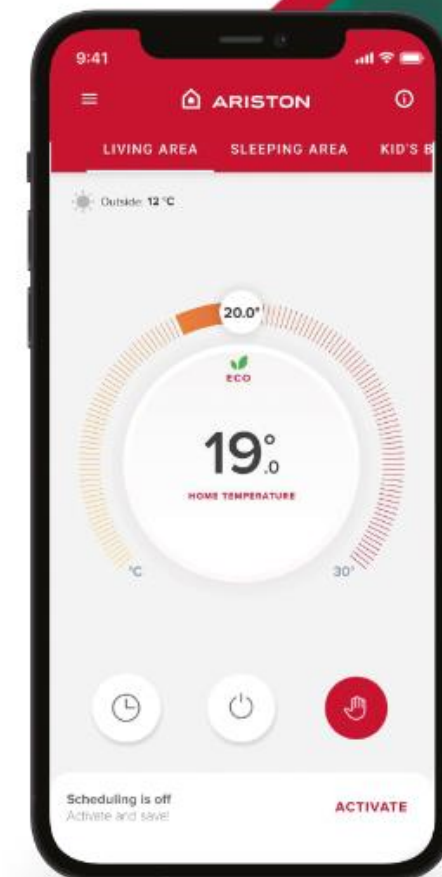 9:41
ARISTON
LIVING AREA SLEEPING AREA KID'S B
Outside: 12 °C
20.0°
ECO
19°.0
HOME TEMPERATURE
°C 30°
Scheduling is off
Activate and save!
ACTIVATE